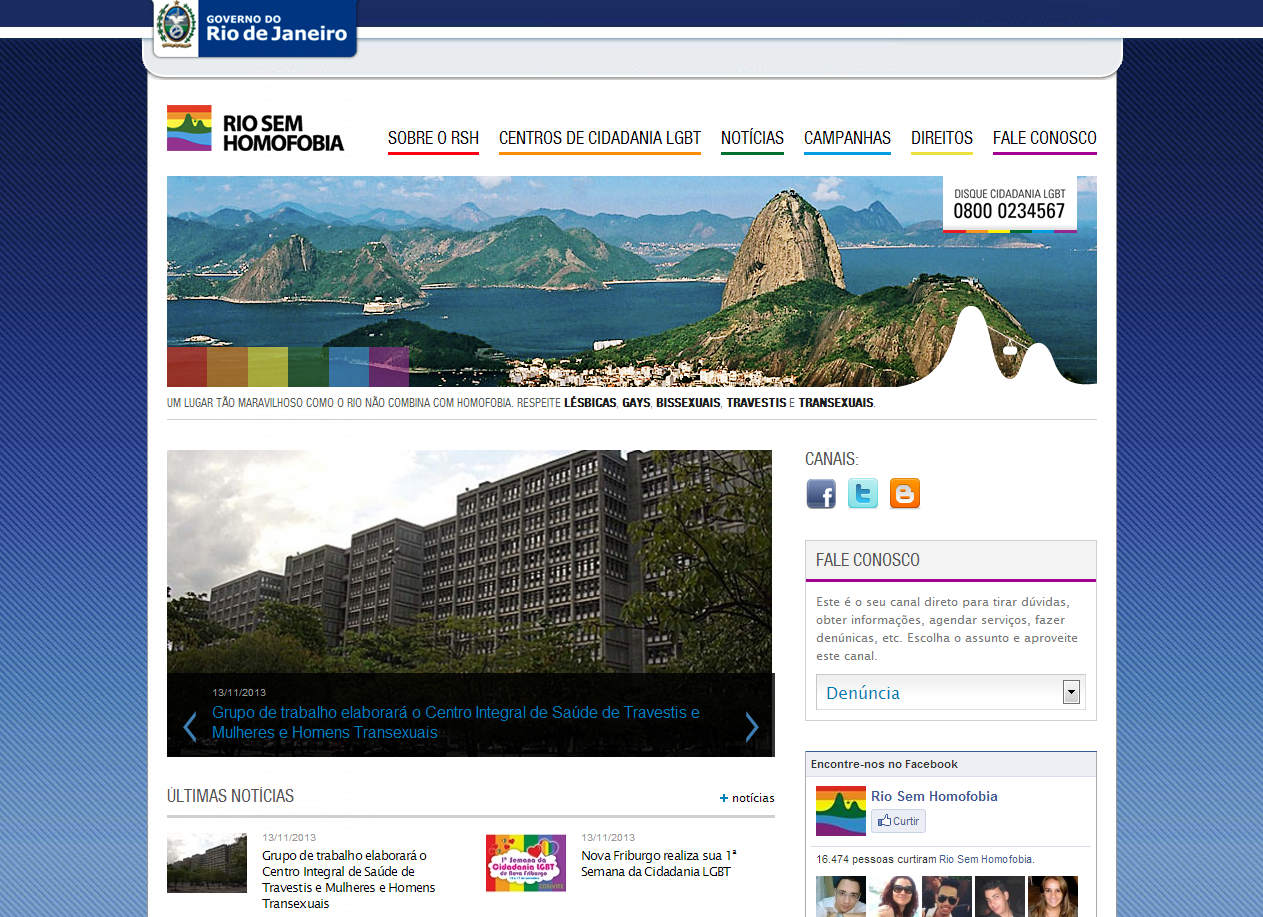 GOVERNO DO
Rio de Janeiro
RIO SEM
HOMOFOBIA
SOBRE O RSH
CENTROS DE CIDADANIA LGBT
NOTÍCIAS
CAMPANHAS
DIREITOS
FALE CONOSCO
DISQUE CIDADANIA LGBT
0800 0234567
UM LUGAR TÃO MARAVILHOSO COMO O RIO NÃO COMBINA COM HOMOFOBIA. RESPEITE LÉSBICAS, GAYS, BISSEXUAIS, TRAVESTIS E TRANSEXUAIS.
13/11/2013
Grupo de trabalho elaborará o Centro Integral de Saúde de Travestis e
Mulheres e Homens Transexuais
CANAIS:
FALE CONOSCO
Este é o seu canal direto para tirar dúvidas,
obter informações, agendar serviços, fazer
denúnicas, etc. Escolha o assunto e aproveite
este canal.
Denúncia
ÚLTIMAS NOTÍCIAS
+ notícias
13/11/2013
Grupo de trabalho elaborará o
Centro Integral de Saúde de
Travestis e Mulheres e Homens
Transexuais
1ª Semana da
Cidadania LGBT
de Nova Friburgo
13/11/2013
Nova Friburgo realiza sua 1ª
Semana da Cidadania LGBT
Encontre-nos no Facebook
Rio Sem Homofobia
Curtir
16.474 pessoas curtiram Rio Sem Homofobia.